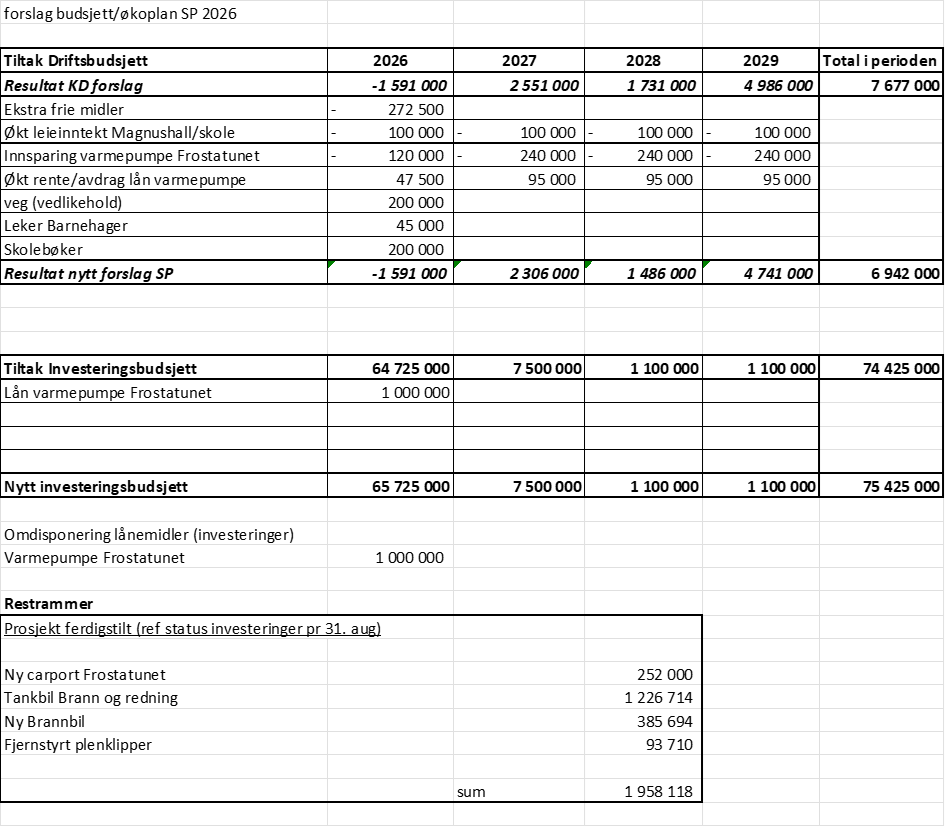 forslag budsjett/økoplan SP 2026
Tiltak Driftsbudsjett 2026 2027 2028 2029 Total i perioden
Resultat KD forslag -1 591 000 2 551 000 1 731 000 4 986 000 7 677 000
Ekstra frie midler - 272 500
Økt leieinntekt Magnushall/skole - 100 000 - 100 000 - 100 000 - 100 000
Innsparing varmepumpe Frostatunet - 120 000 - 240 000 - 240 000 - 240 000
Økt rente/avdrag lån varmepumpe 47 500 95 000 95 000 95 000
veg (vedlikehold) 200 000
Leker Barnehager 45 000
Skolebøker 200 000
Resultat nytt forslag SP -1 591 000 2 306 000 1 486 000 4 741 000 6 942 000
Tiltak Investeringsbudsjett 64 725 000 7 500 000 1 100 000 1 100 000 74 425 000
Lån varmepumpe Frostatunet 1 000 000
Nytt investeringsbudsjett 65 725 000 7 500 000 1 100 000 1 100 000 75 425 000
Omdisponering lånemidler (investeringer)
Varmepumpe Frostatunet 1 000 000
Restrammer
Prosjekt ferdigstilt (ref status investeringer pr 31. aug)
Ny carport Frostatunet 252 000
Tankbil Brann og redning 1 226 714
Ny Brannbil 385 694
Fjernstyrt plenklipper 93 710
sum 1 958 118